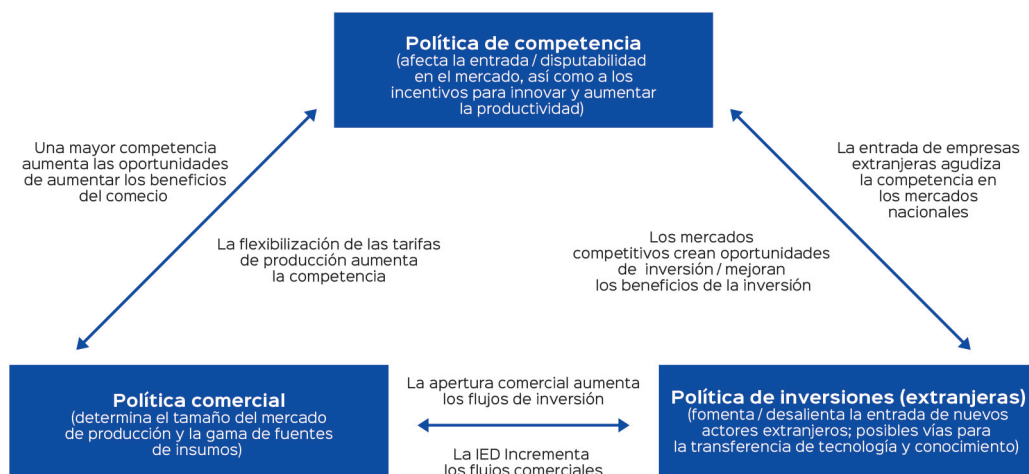 Política de competencia
(afecta la entrada / disputabilidad
en el mercado, así como a los
incentivos para innovar y aumentar
la productividad)
Una mayor competencia
aumenta las oportunidades
de aumentar los beneficios
del comecio
La entrada de empresas
extranjeras agudiza
la competencia en
los mercados
nacionales
La flexibilización de las tarifas
de producción aumenta
la competencia
Los mercados
competitivos crean oportunidades
de inversión / mejoran
los beneficios de la inversión
Política comercial
(determina el tamaño del mercado
de producción y la gama de fuentes
de insumos)
La apertura comercial aumenta
los flujos de inversión
La IED Incrementa
los flujos comerciales
Política de inversiones (extranjeras)
(fomenta / desalienta la entrada de nuevos
actores extranjeros; posibles vías para
la transferencia de tecnología y conocimiento)